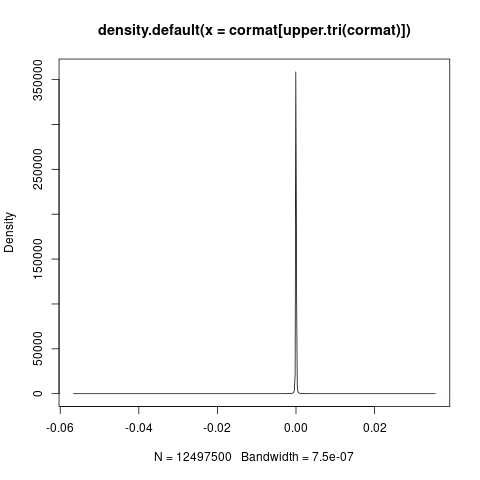 density.default(x = cormat[upper.tri(cormat)])
350000
250000
150000
50000
0
Density
-0.06 -0.04 -0.02 0.00 0.02
N = 12497500 Bandwidth = 7.5e-07